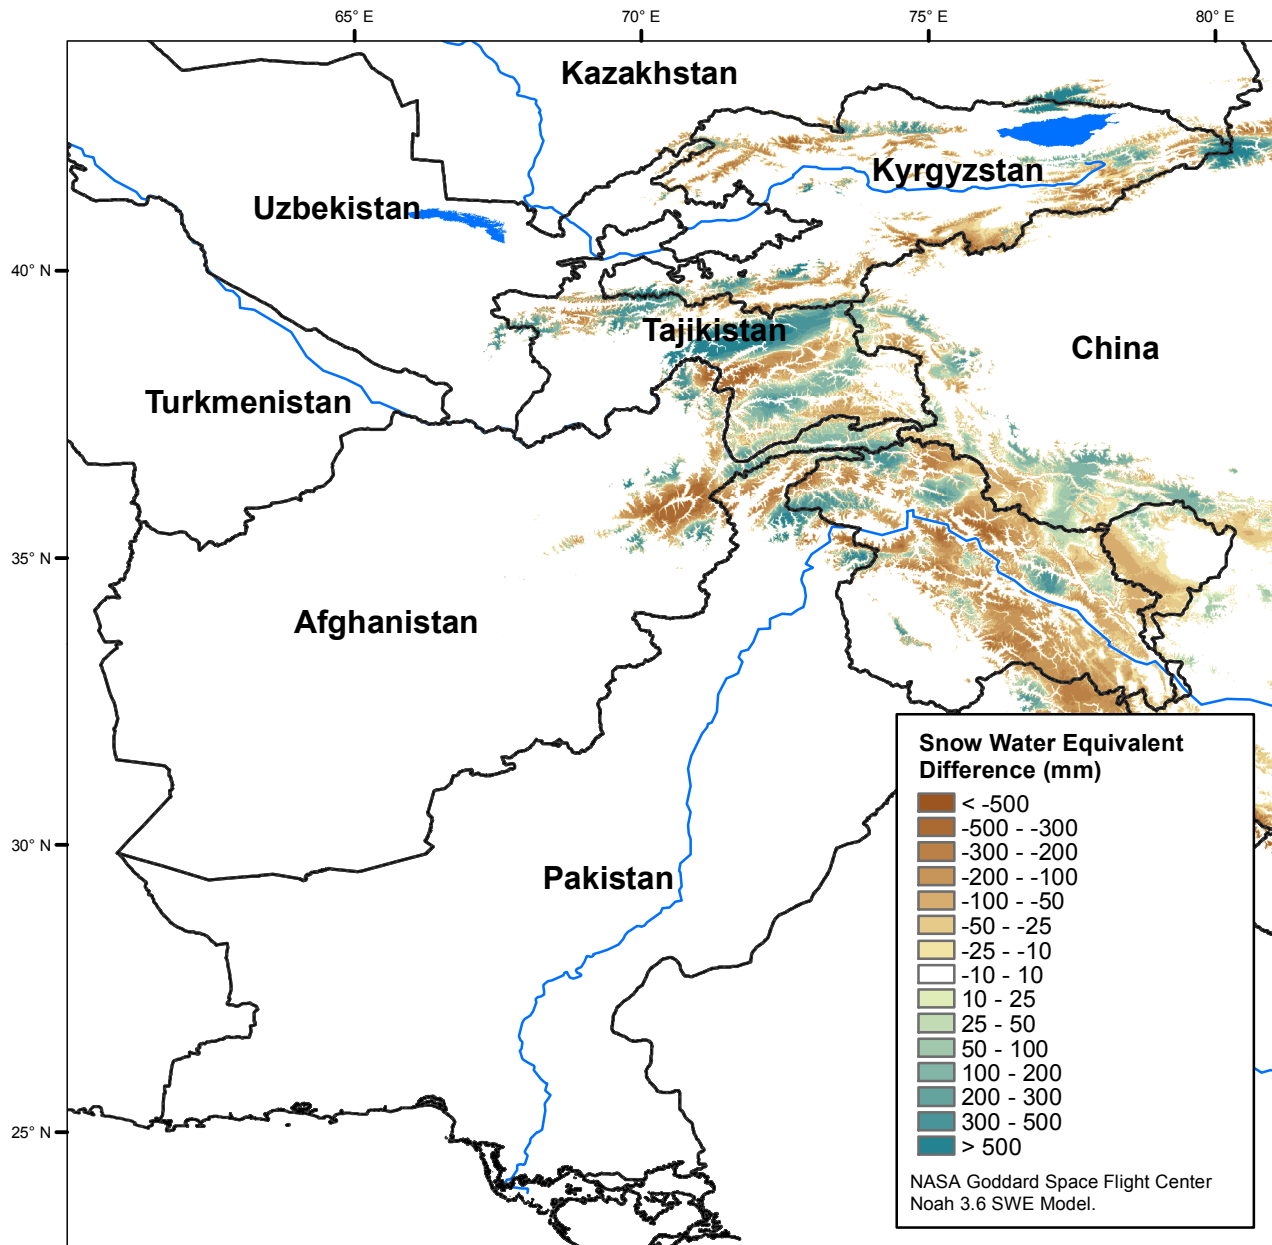 65° E 70° E 75° E 80° E
Kazakhstan
Kyrgyzstan
Uzbekistan
40° N
Tajikistan
China
Turkmenistan
35° N
Afghanistan
Snow Water Equivalent
Difference (mm)
< -500
-500 - -300
-300 - -200
-200 - -100
-100 - -50
-50 - -25
-25 - -10
-10 - 10
10 - 25
25 - 50
50 - 100
100 - 200
200 - 300
300 - 500
> 500
NASA Goddard Space Flight Center
Noah 3.6 SWE Model.
30° N
Pakistan
25° N